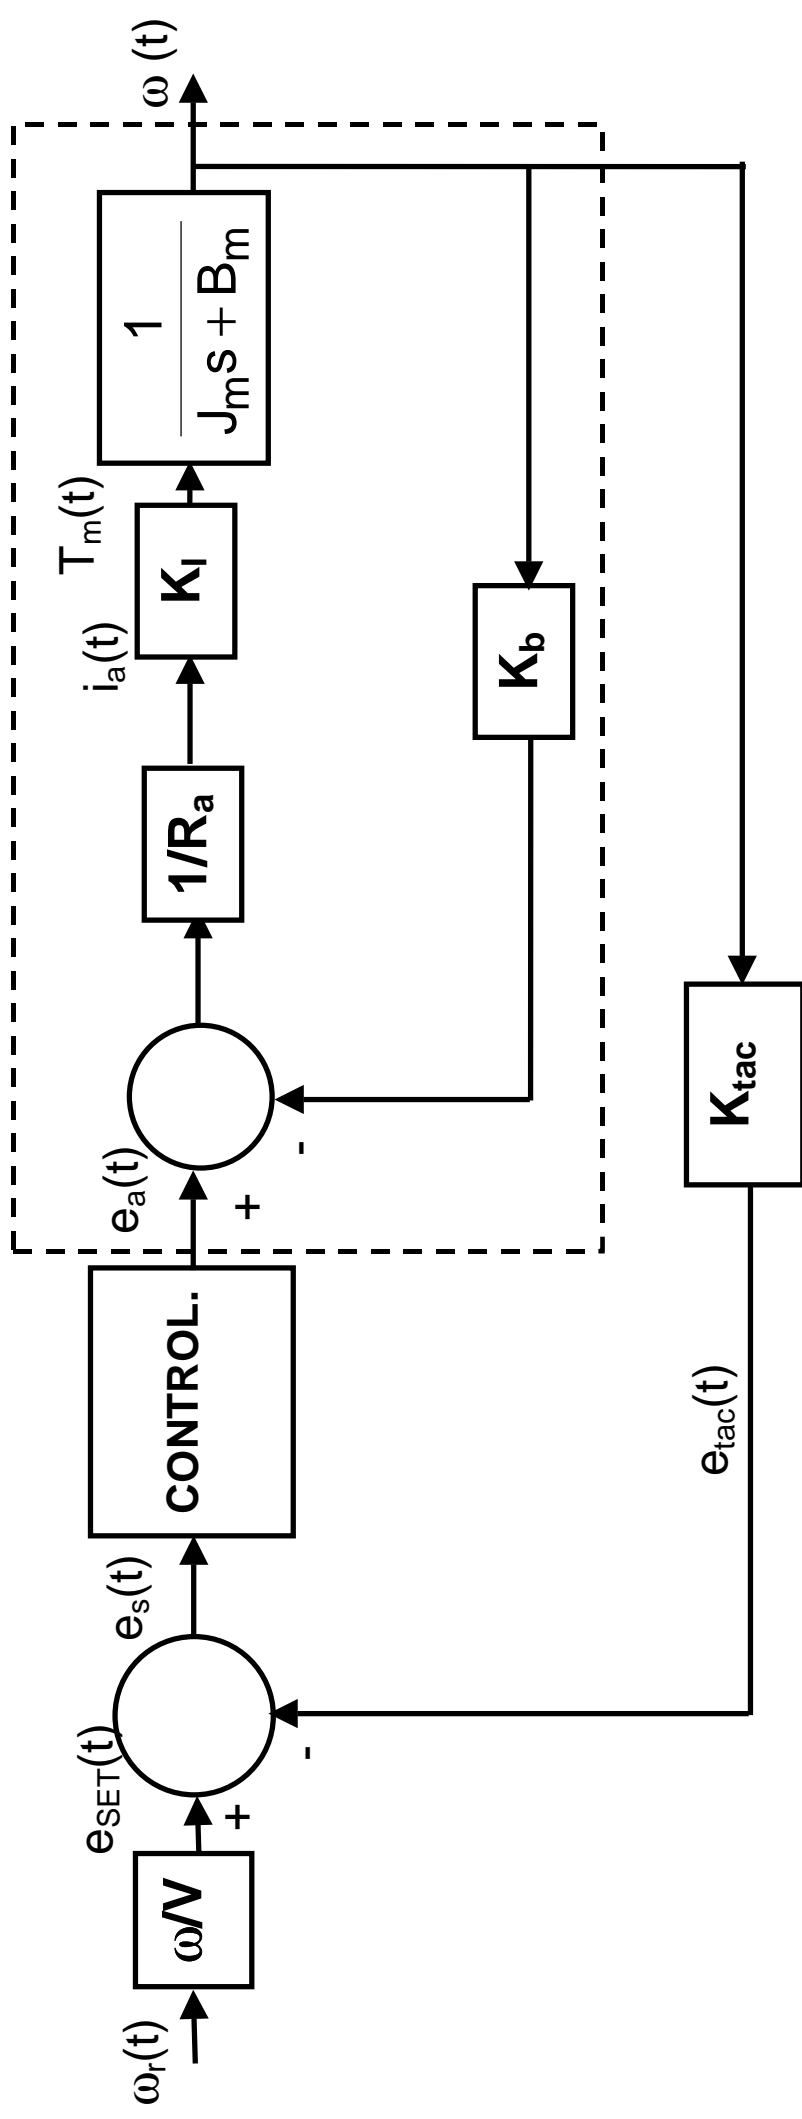 ωr(t)
ω/V
eSET(t)
+
-
es(t)
CONTROL.
ea(t)
+
-
1/Ra
ia(t)
KI
Tm(t)
1
Jms + Bm
ω (t)
Kb
Ktac
etac(t)